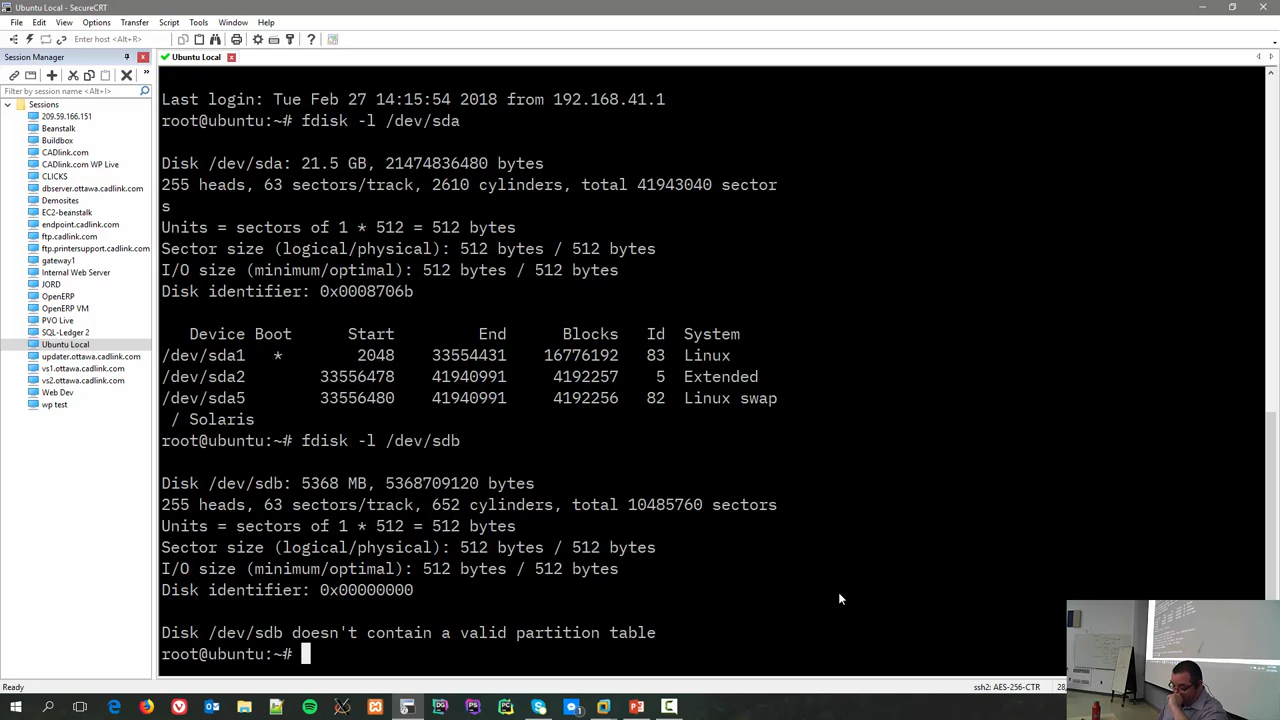 Ubuntu Local - SecureCRT
File Edit View Options Transfer Script Tools Window Help
Enter host <Alt+R>
Session Manager
Ubuntu Local
Filter by session name <Alt+I>
Sessions
209.59.166.151
Beanstalk
Buildbox
CADlink.com
CADlink.com WP Live
CLICKS
dbserver.ottawa.cadlink.com
Demosites
EC2-beanstalk
endpoint.cadlink.com
ftp.cadlink.com
ftp.printersupport.cadlink.com
gateway1
Internal Web Server
JORD
OpenERP
OpenERP VM
PVO Live
SQL-Ledger 2
Ubuntu Local
updater.ottawa.cadlink.com
vs1.ottawa.cadlink.com
vs2.ottawa.cadlink.com
Web Dev
wp test
Last login: Tue Feb 27 14:15:54 2018 from 192.168.41.1
root@ubuntu:~# fdisk -l /dev/sda
Disk /dev/sda: 21.5 GB, 21474836480 bytes
255 heads, 63 sectors/track, 2610 cylinders, total 41943040 sector
s
Units = sectors of 1 * 512 = 512 bytes
Sector size (logical/physical): 512 bytes / 512 bytes
I/O size (minimum/optimal): 512 bytes / 512 bytes
Disk identifier: 0x0008706b
Device Boot Start End Blocks Id System
/dev/sda1 * 2048 33554431 16776192 83 Linux
/dev/sda2 33556478 41940991 4192257 5 Extended
/dev/sda5 33556480 41940991 4192256 82 Linux swap
/ Solaris
root@ubuntu:~# fdisk -l /dev/sdb
Disk /dev/sdb: 5368 MB, 5368709120 bytes
255 heads, 63 sectors/track, 652 cylinders, total 10485760 sectors
Units = sectors of 1 * 512 = 512 bytes
Sector size (logical/physical): 512 bytes / 512 bytes
I/O size (minimum/optimal): 512 bytes / 512 bytes
Disk identifier: 0x00000000
Disk /dev/sdb doesn't contain a valid partition table
root@ubuntu:~#
Ready
ssh2: AES-256-CTR 28,